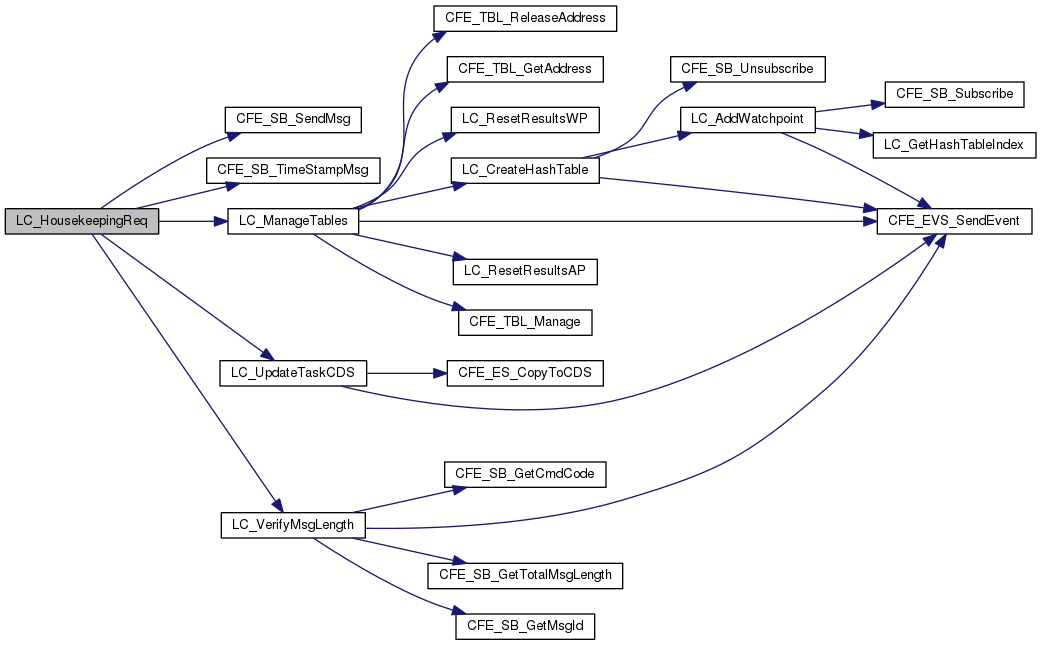 CFE_TBL_ReleaseAddress
CFE_TBL_GetAddress
CFE_SB_Unsubscribe
CFE_SB_Subscribe
CFE_SB_SendMsg
LC_ResetResultsWP
LC_AddWatchpoint
LC_GetHashTableIndex
CFE_SB_TimeStampMsg
LC_CreateHashTable
LC_HousekeepingReq
LC_ManageTables
CFE_EVS_SendEvent
LC_ResetResultsAP
CFE_TBL_Manage
LC_UpdateTaskCDS
CFE_ES_CopyToCDS
CFE_SB_GetCmdCode
LC_VerifyMsgLength
CFE_SB_GetTotalMsgLength
CFE_SB_GetMsgId